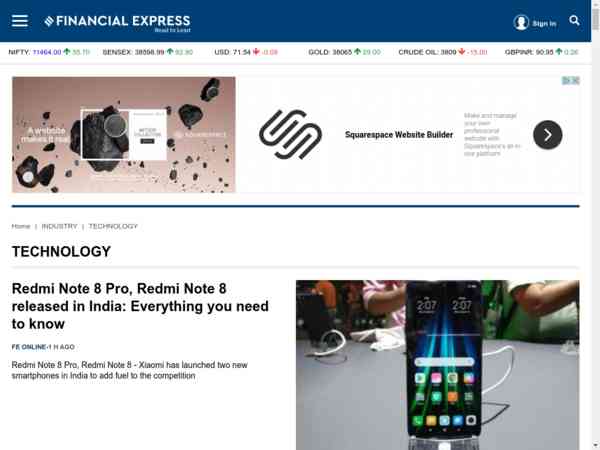 FINANCIAL EXPRESS
Read to Lead
Sign In
NIFTY: 11464.00 55.70 SENSEX: 38598.99 92.90 USD: 71.54 -0.09 GOLD: 38065 29.00 CRUDE OIL: 3809 -15.00 GBPINR: 90.95 0.26
A website
makes it real.
SQUARESPACE
Squarespace Website Builder
Make and manage
your own
professional
website with
Squarespace's all-in-
one platform
Home | INDUSTRY | TECHNOLOGY
TECHNOLOGY
Redmi Note 8 Pro, Redmi Note 8
released in India: Everything you need
to know
FE ONLINE-1 H AGO
Redmi Note 8 Pro, Redmi Note 8 - Xiaomi has launched two new
smartphones in India to add fuel to the competition
2:07 2:07